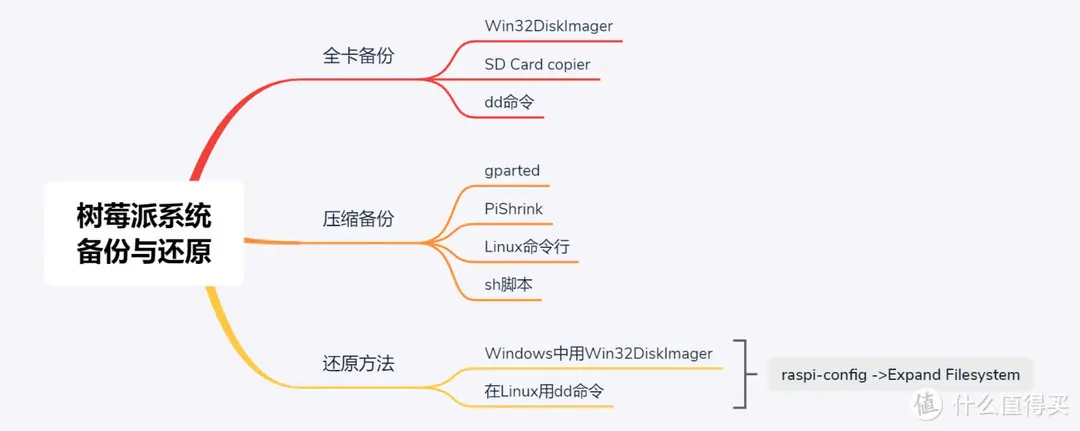 树莓派系统
备份与还原
全卡备份
Win32DiskImager
SD Card copier
dd命令
压缩备份
gparted
PiShrink
Linux命令行
sh脚本
还原方法
Windows中用Win32DiskImager
在Linux用dd命令
raspi-config ->Expand Filesystem
值 什么值得买